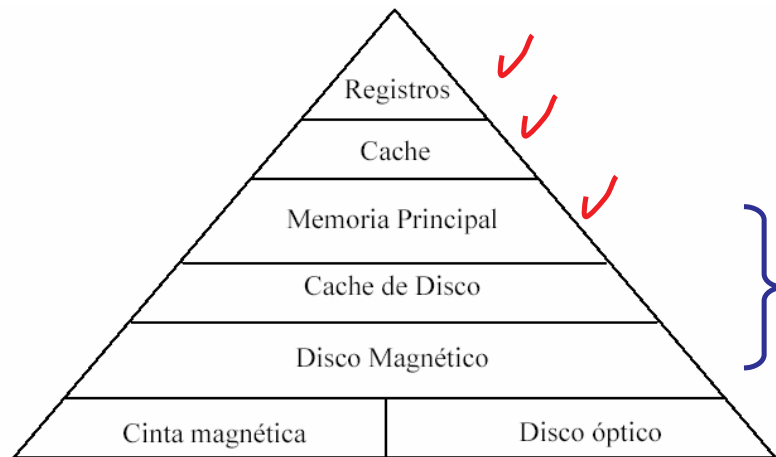 Registros
Cache
Memoria Principal
Cache de Disco
Disco Magnético
Cinta magnética
Disco óptico